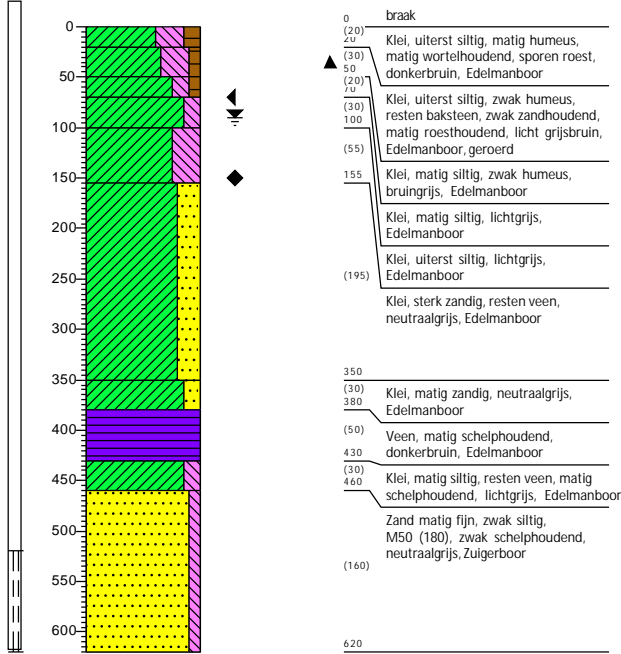 0
50
100
150
200
250
300
350
400
450
500
550
600
0
(20)
20
(30)
50
(20)
70
(30)
100
(55)
155
(195)
350
(30)
380
(50)
430
(30)
460
(160)
620
braak
Klei, uiterst siltig, matig humeus,
matig wortelhoudend, sporen roest,
donkerbruin, Edelmanboor
Klei, uiterst siltig, zwak humeus,
resten baksteen, zwak zandhoudend,
matig roesthoudend, licht grijsbruin,
Edelmanboor, geroerd
Klei, matig siltig, zwak humeus,
bruingrijs, Edelmanboor
Klei, matig siltig, lichtgrijs,
Edelmanboor
Klei, uiterst siltig, lichtgrijs,
Edelmanboor
Klei, sterk zandig, resten veen,
neutraalgrijs, Edelmanboor
Klei, matig zandig, neutraalgrijs,
Edelmanboor
Veen, matig schelphoudend,
donkerbruin, Edelmanboor
Klei, matig siltig, resten veen, matig
schelphoudend, lichtgrijs, Edelmanboor
Zand matig fijn, zwak siltig,
M50 (180), zwak schelphoudend,
neutraalgrijs, Zuigerboor